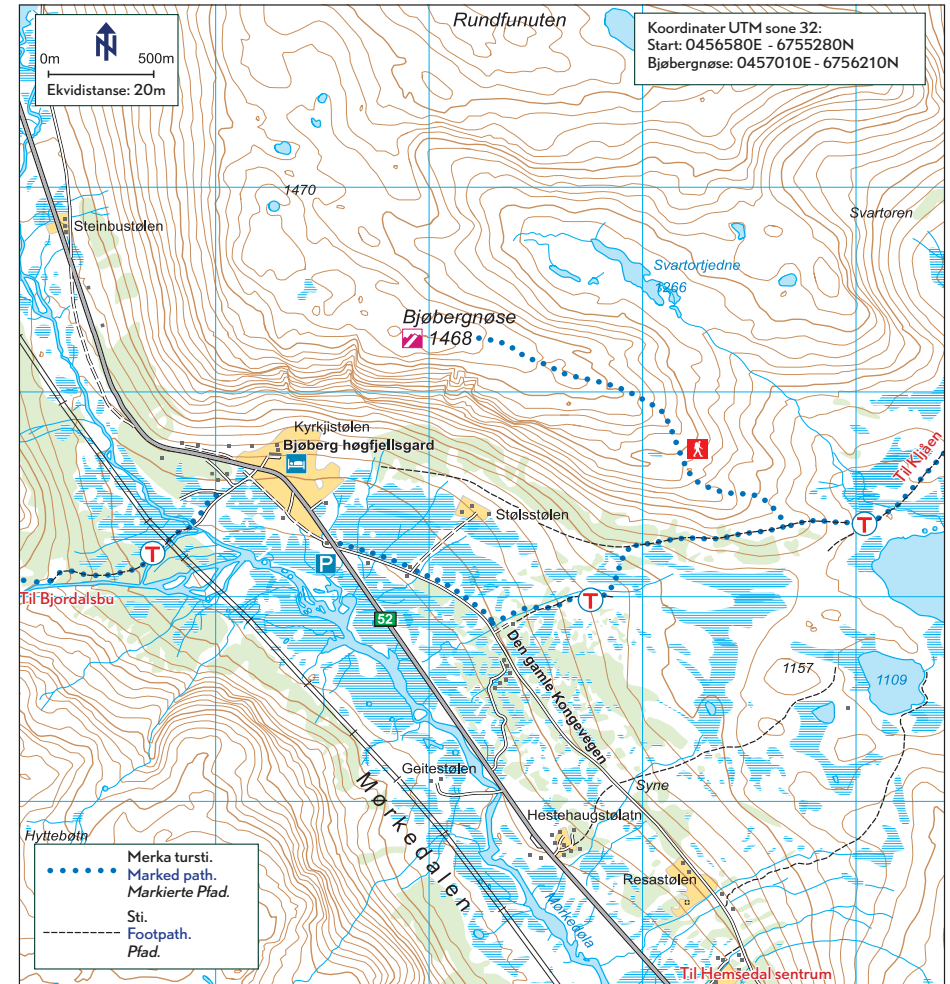 Rundfunuten
Koordinater UTM sone 32:
Start: 0456580E - 6755280N
Bjøbergnøse: 0457010E - 6756210N
N
0m 500m
Ekvidistanse: 20m
1470
Steinbustølen
Svartoren
Svartortjedne
1266
Bjøbergnøse
1468
Kyrkjistølen
Bjøberg høgfjellsgard
Til Klijåen
Stølsstølen
T
T
P
T
Til Bjordalsbu
52
Den gamle Kongevegen
1157
1109
Geitestølen
Mørkedalen
Syne
Hestehaugstølatn
Hyttebøtn
Resastølen
Mørkedøla
Merka tursti.
Marked path.
Markierte Pfad.
Sti.
Footpath.
Pfad.
Til Hemsedal sentrum